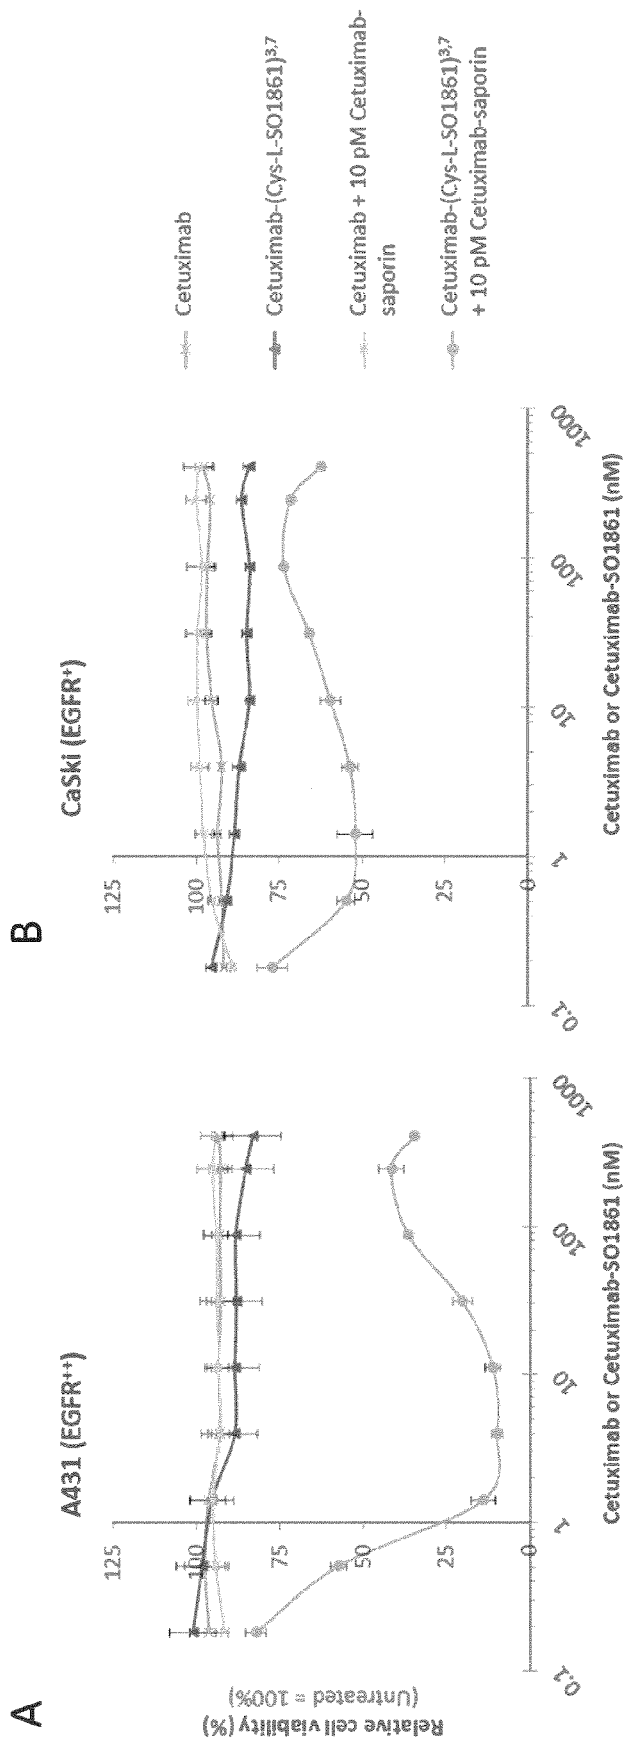 A
A431 (EGFR⁺⁺)
Relative cell viability (%)
(Untreated = 100%)
125
100
75
50
25
0
0.1
1
10
100
1000
Cetuximab or Cetuximab-SO1861 (nM)
B
CaSki (EGFR⁺)
125
100
75
50
25
0
0.1
1
10
100
1000
Cetuximab or Cetuximab-SO1861 (nM)
Cetuximab
Cetuximab-(Cys-L-SO1861)³,⁷
Cetuximab + 10 pM Cetuximab-
saporin
Cetuximab-(Cys-L-SO1861)³,⁷
+ 10 pM Cetuximab-saporin